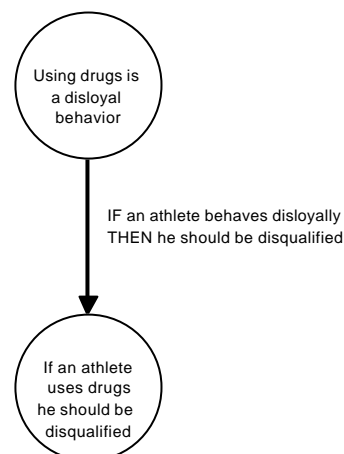 Using drugs is
a disloyal
behavior
IF an athlete behaves disloyally
THEN he should be disqualified
If an athlete
uses drugs
he should be
disqualified